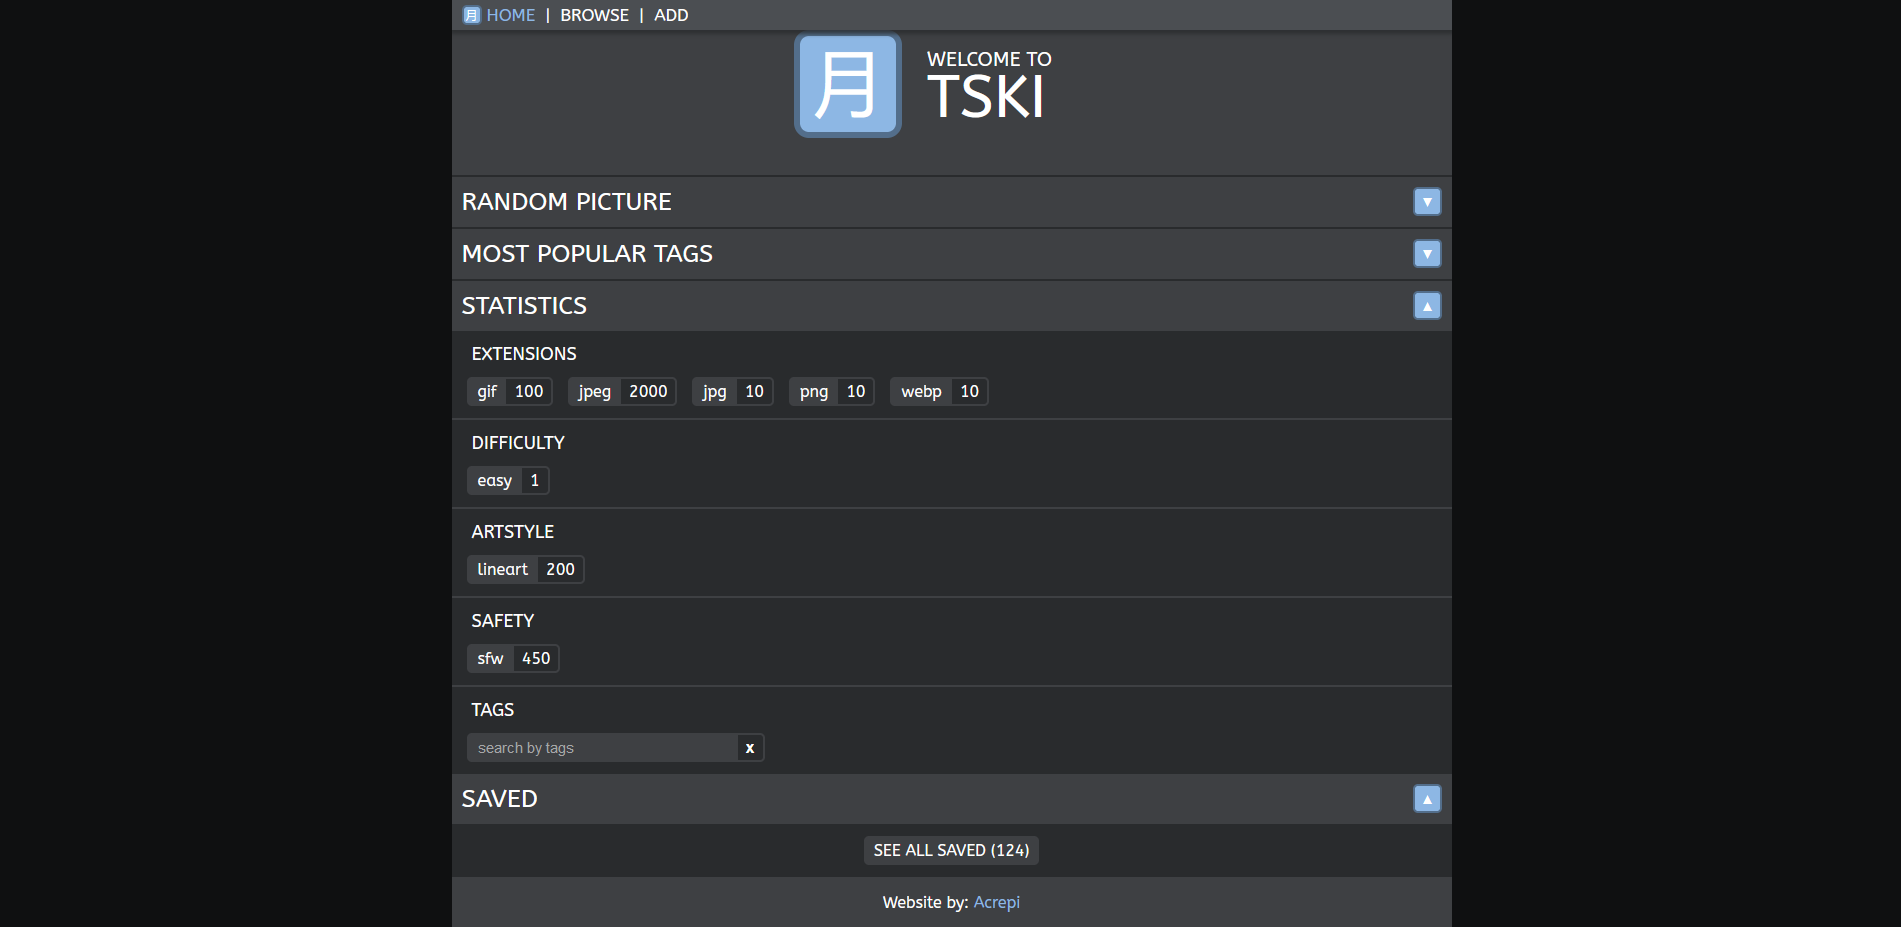 月 HOME | BROWSE | ADD
月
WELCOME TO
TSKI
RANDOM PICTURE ▼
MOST POPULAR TAGS ▼
STATISTICS ▲
EXTENSIONS
gif 100 jpeg 2000 jpg 10 png 10 webp 10
DIFFICULTY
easy 1
ARTSTYLE
lineart 200
SAFETY
sfw 450
TAGS
search by tags x
SAVED ▲
SEE ALL SAVED (124)
Website by: Acrepi